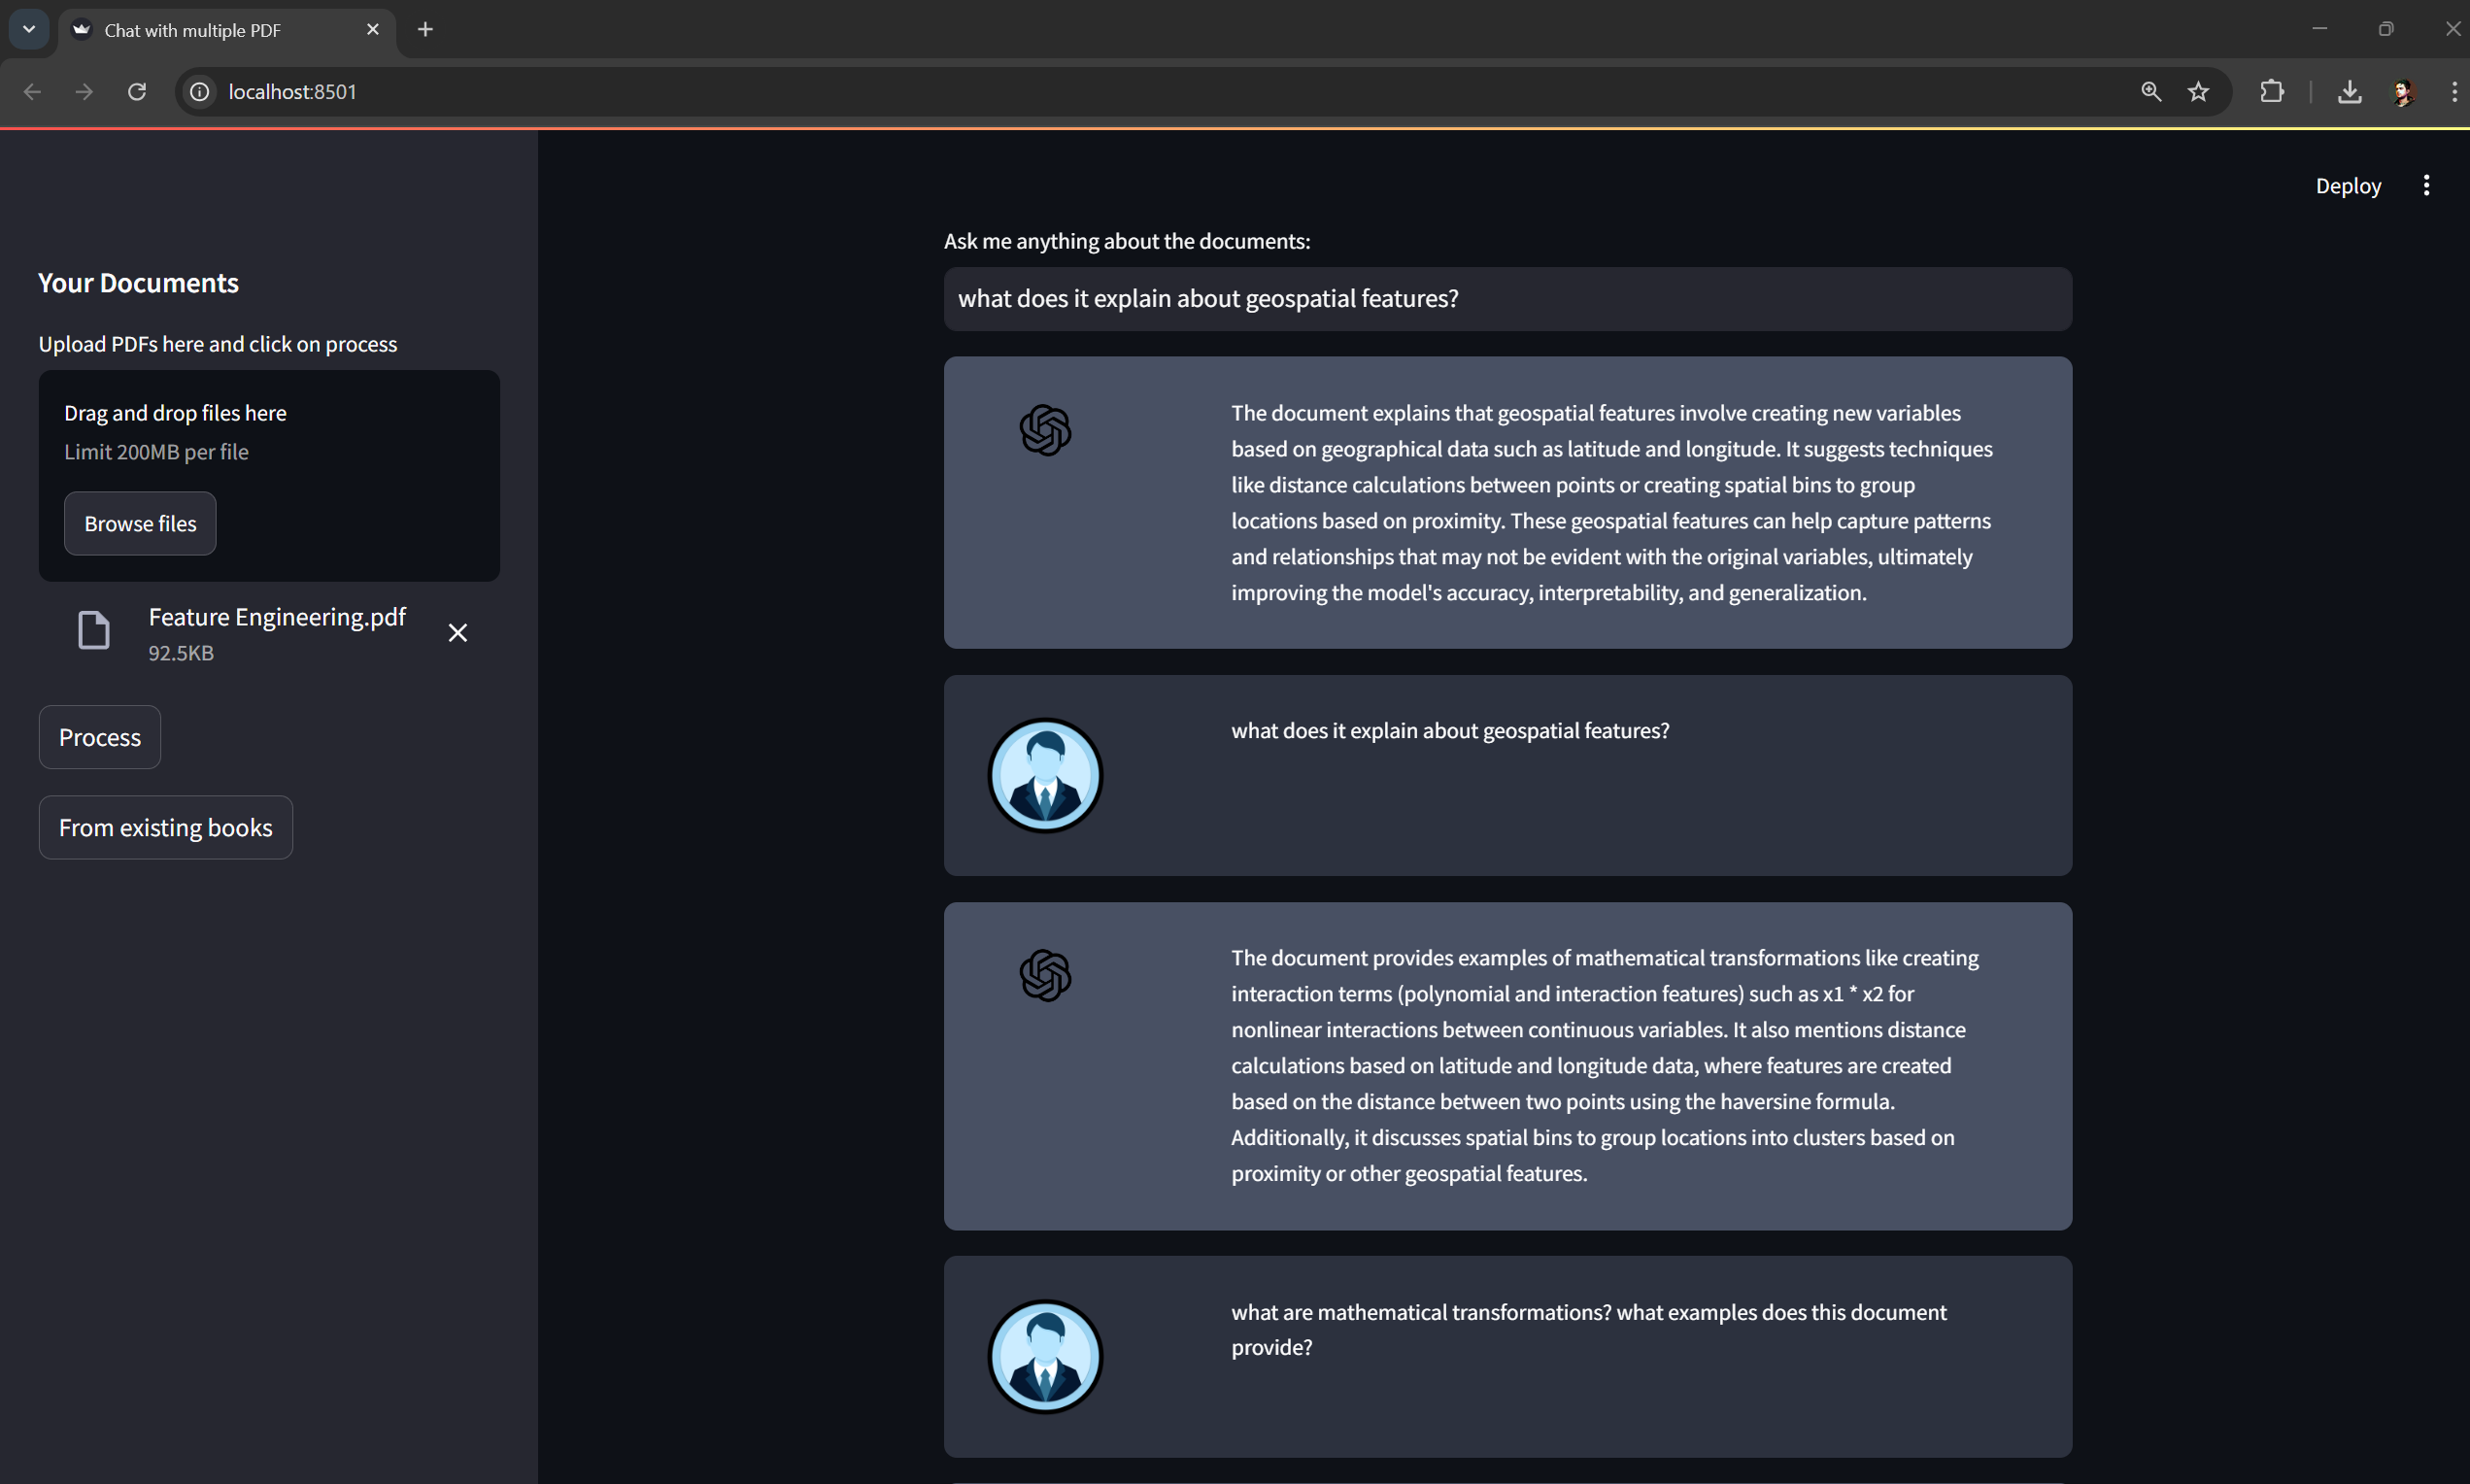 Chat with multiple PDF
localhost:8501
Deploy
Your Documents
Upload PDFs here and click on process
Drag and drop files here
Limit 200MB per file
Browse files
Feature Engineering.pdf
92.5KB
Process
From existing books
Ask me anything about the documents:
what does it explain about geospatial features?
The document explains that geospatial features involve creating new variables
based on geographical data such as latitude and longitude. It suggests techniques
like distance calculations between points or creating spatial bins to group
locations based on proximity. These geospatial features can help capture patterns
and relationships that may not be evident with the original variables, ultimately
improving the model's accuracy, interpretability, and generalization.
what does it explain about geospatial features?
The document provides examples of mathematical transformations like creating
interaction terms (polynomial and interaction features) such as x1 * x2 for
nonlinear interactions between continuous variables. It also mentions distance
calculations based on latitude and longitude data, where features are created
based on the distance between two points using the haversine formula.
Additionally, it discusses spatial bins to group locations into clusters based on
proximity or other geospatial features.
what are mathematical transformations? what examples does this document
provide?